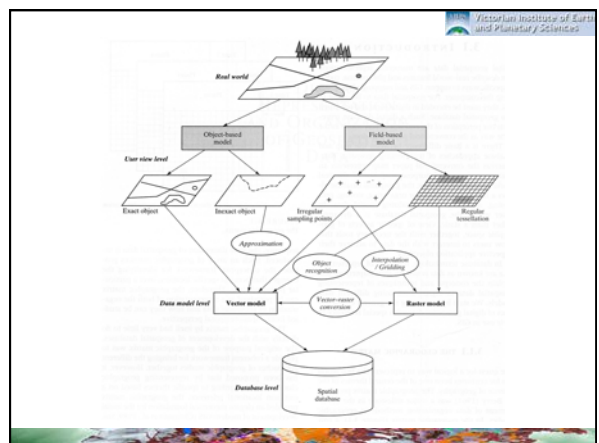 Victorian Institute of Earth
and Planetary Sciences
Real world
Object-based
model
Field-based
model
User view level
Exact object
Inexact object
Irregular
sampling points
Regular
tessellation
Approximation
Object
recognition
Interpolation
/ Gridding
Data model level
Vector model
Vector-raster
conversion
Raster model
Database level
Spatial
database